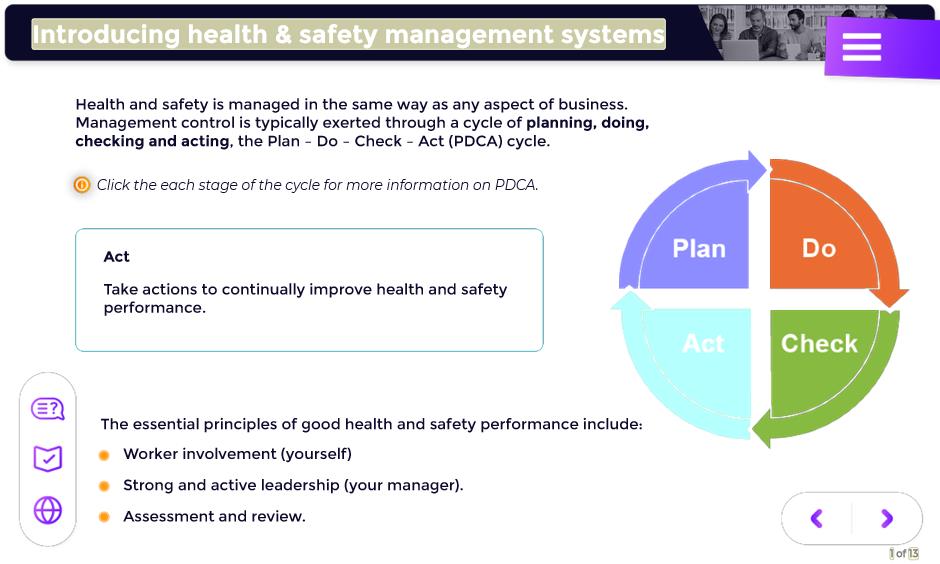 Introducing health & safety management systems
Health and safety is managed in the same way as any aspect of business.
Management control is typically exerted through a cycle of planning, doing,
checking and acting, the Plan – Do – Check – Act (PDCA) cycle.
Click the each stage of the cycle for more information on PDCA.
Act
Take actions to continually improve health and safety
performance.
Plan
Do
Act
Check
The essential principles of good health and safety performance include:
Worker involvement (yourself)
Strong and active leadership (your manager).
Assessment and review.
1 of 13